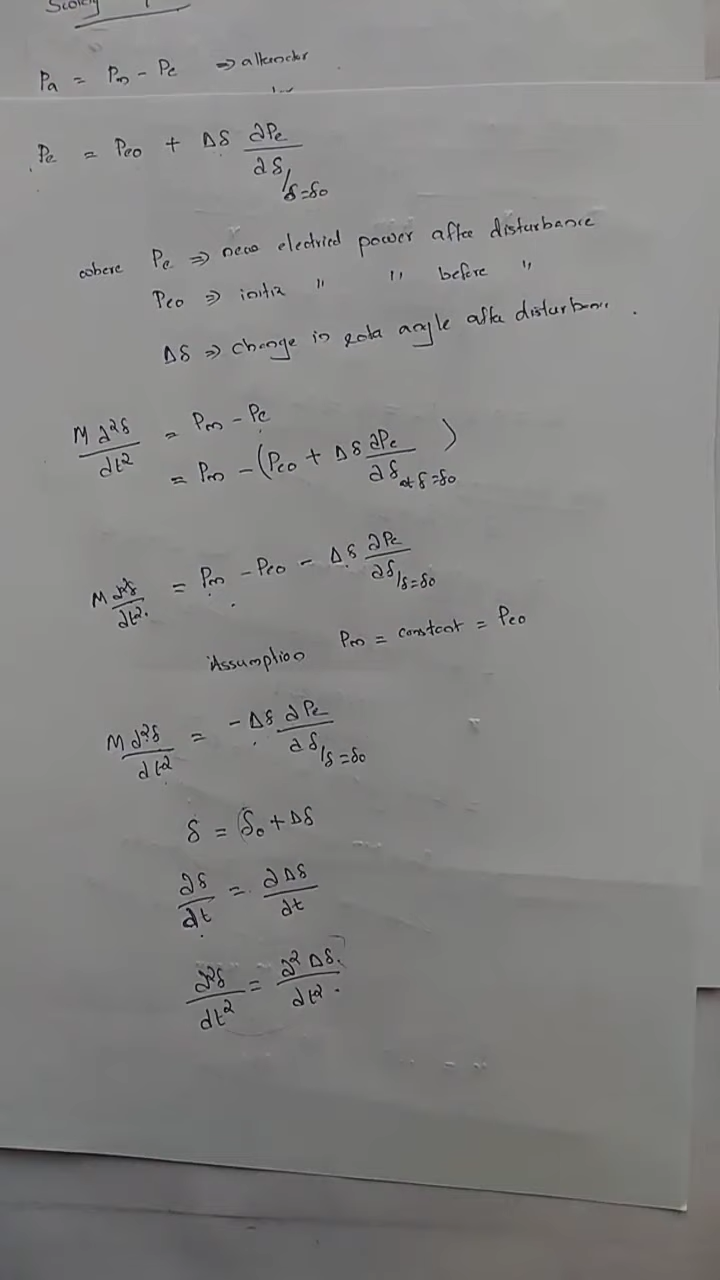 Pa = Pm - Pe ⇒ alternator
Pe = Peo + Δδ ∂Pe/∂δ /δ=δo
where Pe ⇒ new electrical power after disturbance
Peo ⇒ initial " " before "
Δδ ⇒ change in rotor angle after disturbance.
M d²δ/dt² = Pm - Pe
= Pm - (Peo + Δδ ∂Pe/∂δ at δ=δo)
M d²δ/dt² = Pm - Peo - Δδ ∂Pe/∂δ /δ=δo
Assumption Pm = constant = Peo
M d²δ/dt² = -Δδ ∂Pe/∂δ /δ=δo
δ = δo + Δδ
∂δ/dt = ∂Δδ/∂t
d²δ/dt² = ∂²Δδ/dt².